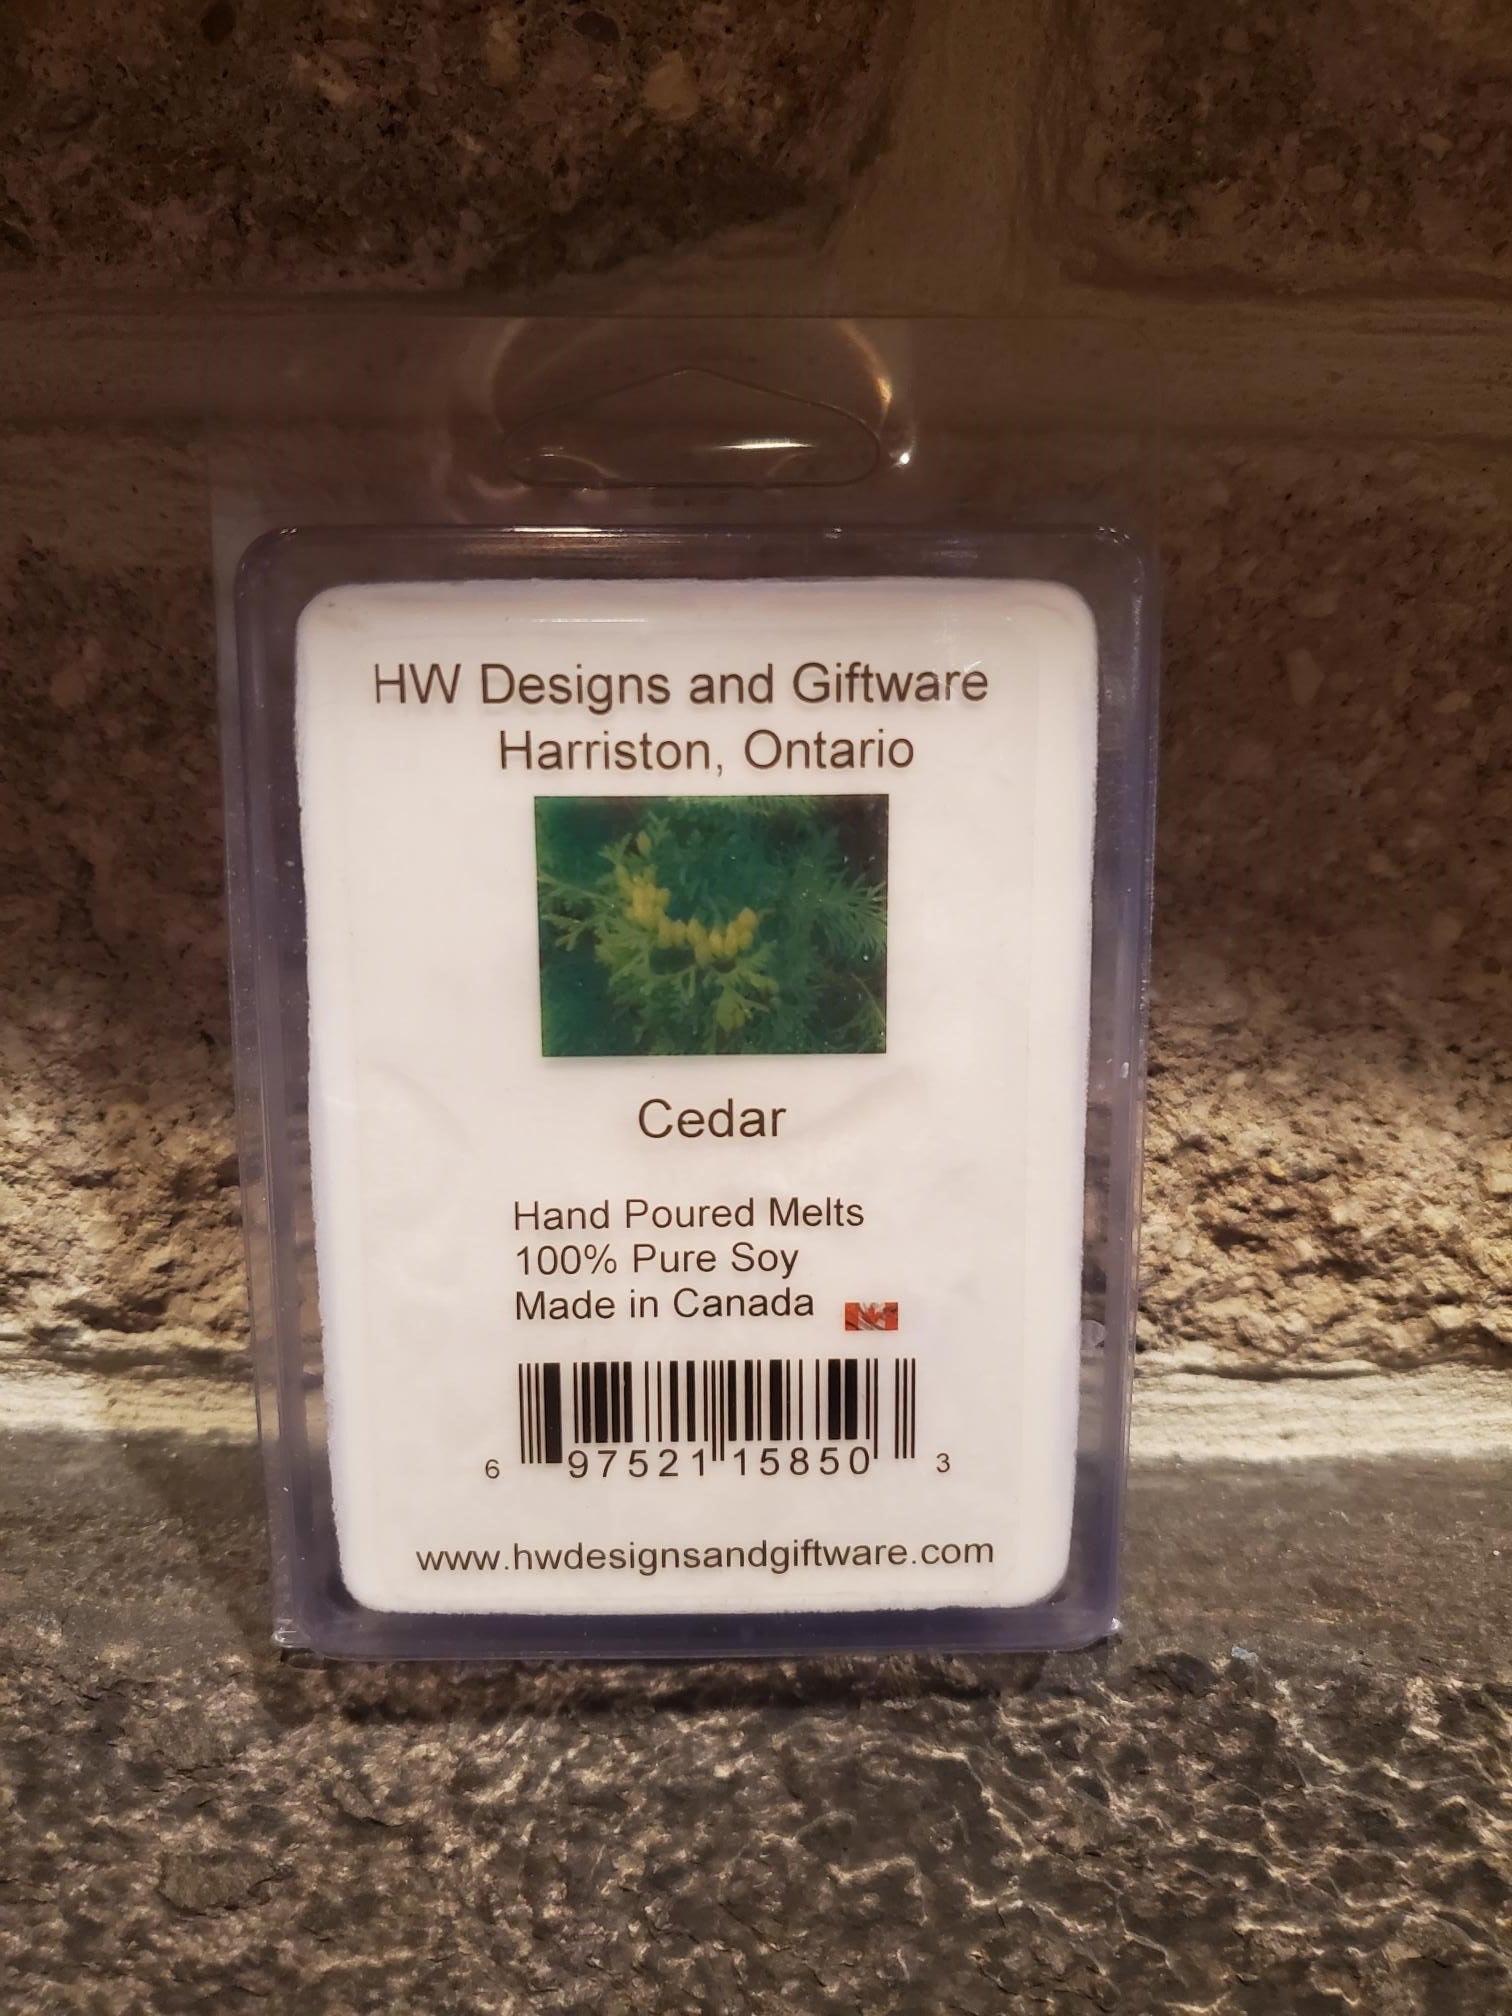 HW Designs and Giftware
Harriston, Ontario
Cedar
Hand Poured Melts
100% Pure Soy
Made in Canada
6 97521 15850 3
www.hwdesignsandgiftware.com